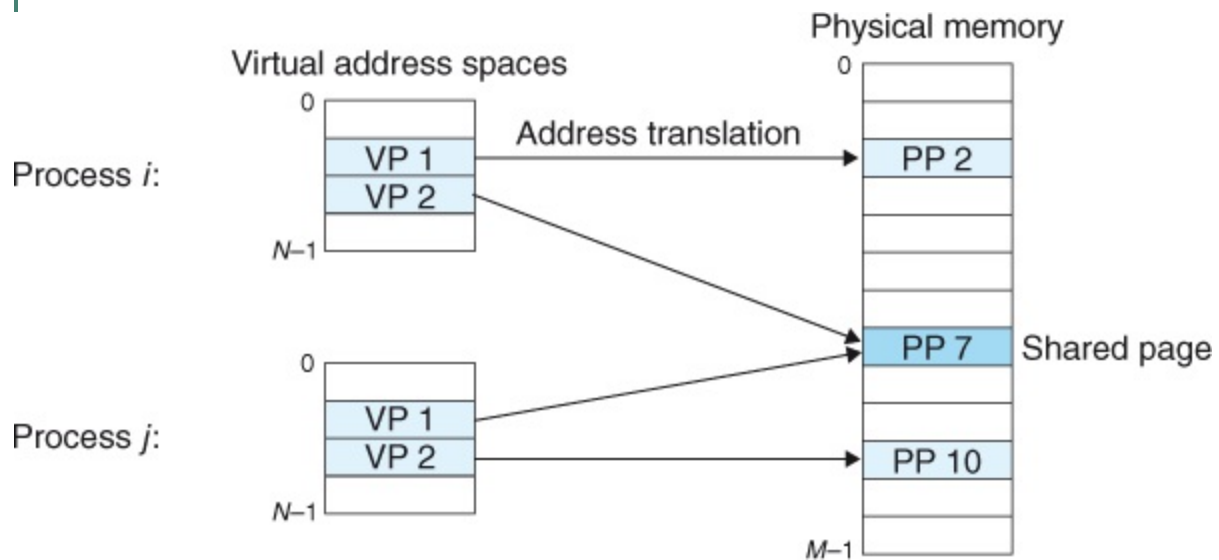 Physical memory
Virtual address spaces
0
0
Address translation
Process i:
VP 1
PP 2
VP 2
N–1
PP 7
Shared page
0
Process j:
VP 1
VP 2
PP 10
N–1
M–1